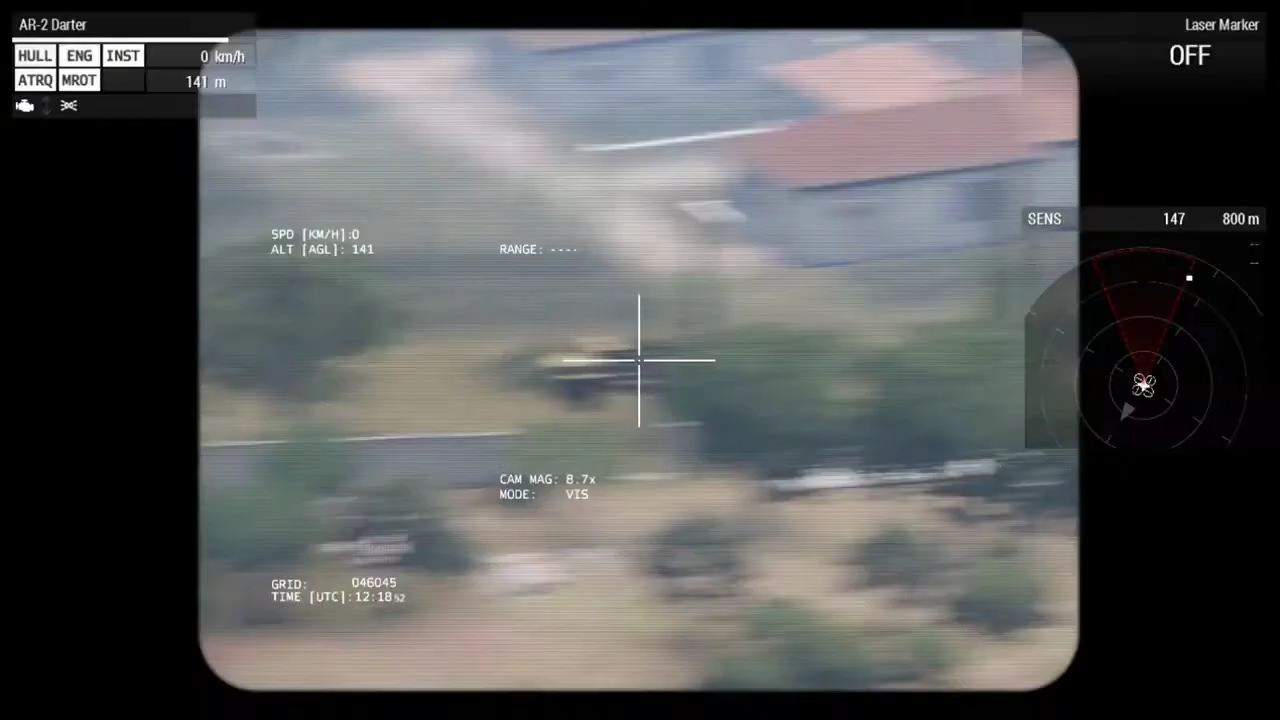 AR-2 Darter
HULL ENG INST 0 km/h
ATRQ MROT 141 m
Laser Marker
OFF
SENS 147 800 m
SPD [KM/H]:0
ALT [AGL]: 141
RANGE: ----
CAM MAG: 8.7x
MODE: VIS
GRID: 046045
TIME [UTC]:12:18 52